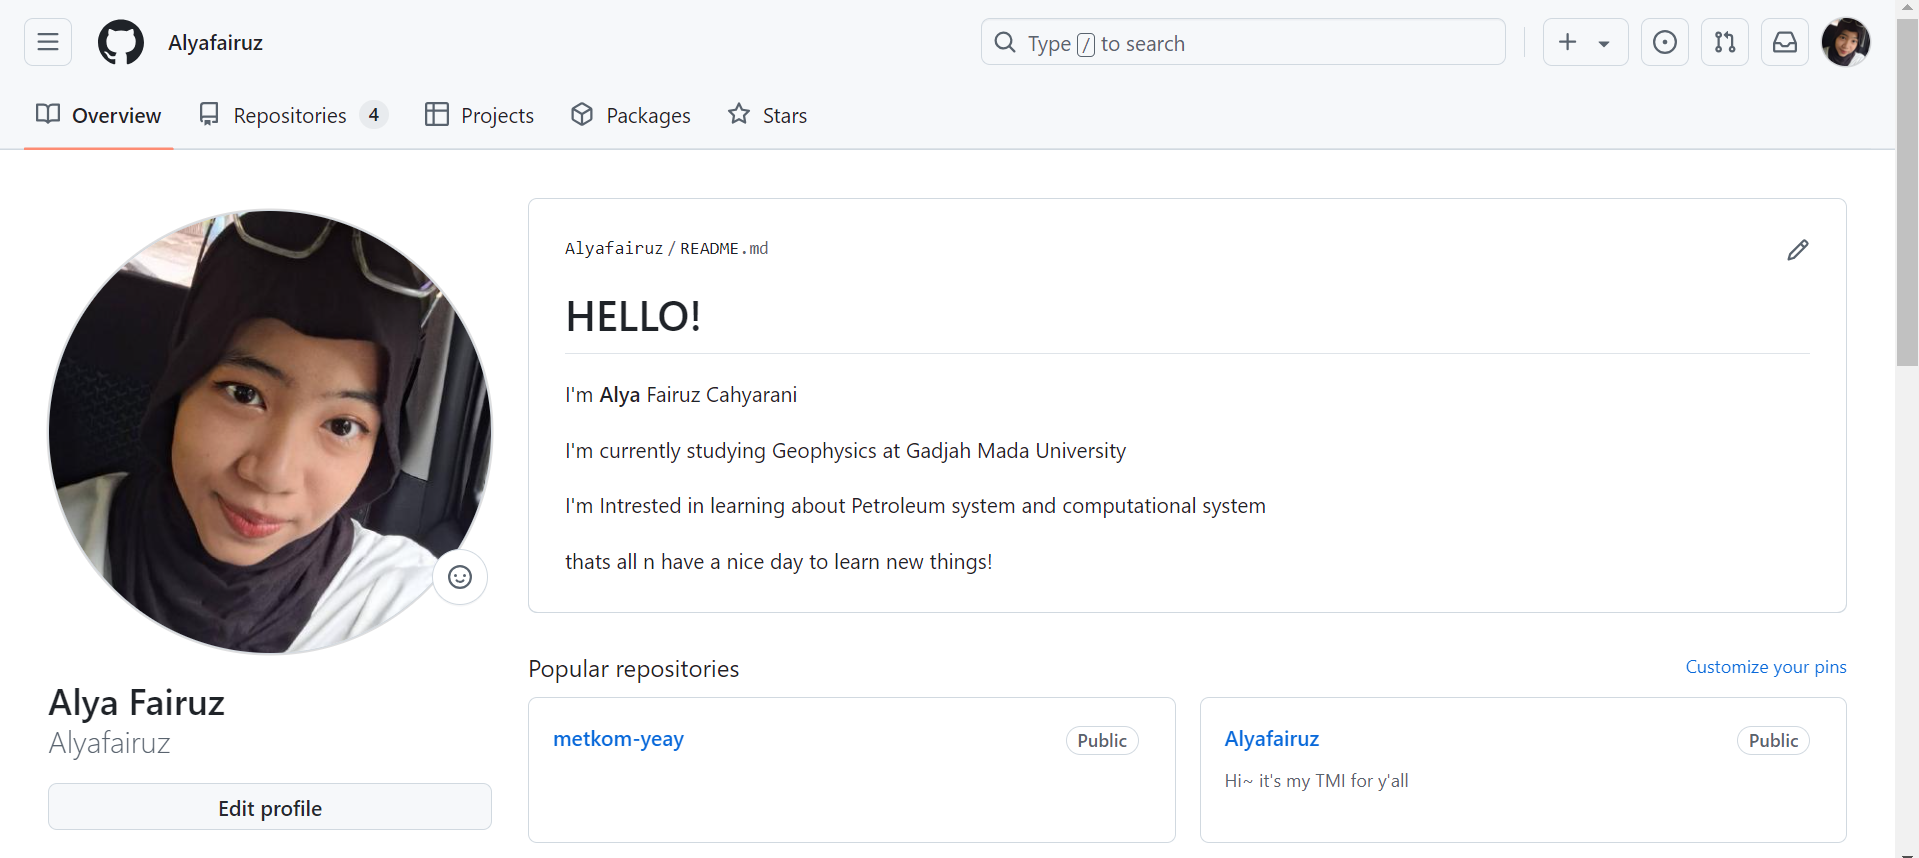 Alyafairuz
Type / to search
Overview
Repositories 4
Projects
Packages
Stars
Alyafairuz / README.md
HELLO!
I'm Alya Fairuz Cahyarani
I'm currently studying Geophysics at Gadjah Mada University
I'm Intrested in learning about Petroleum system and computational system
thats all n have a nice day to learn new things!
Alya Fairuz
Alyafairuz
Edit profile
Popular repositories
Customize your pins
metkom-yeay
Public
Alyafairuz
Public
Hi~ it's my TMI for y'all